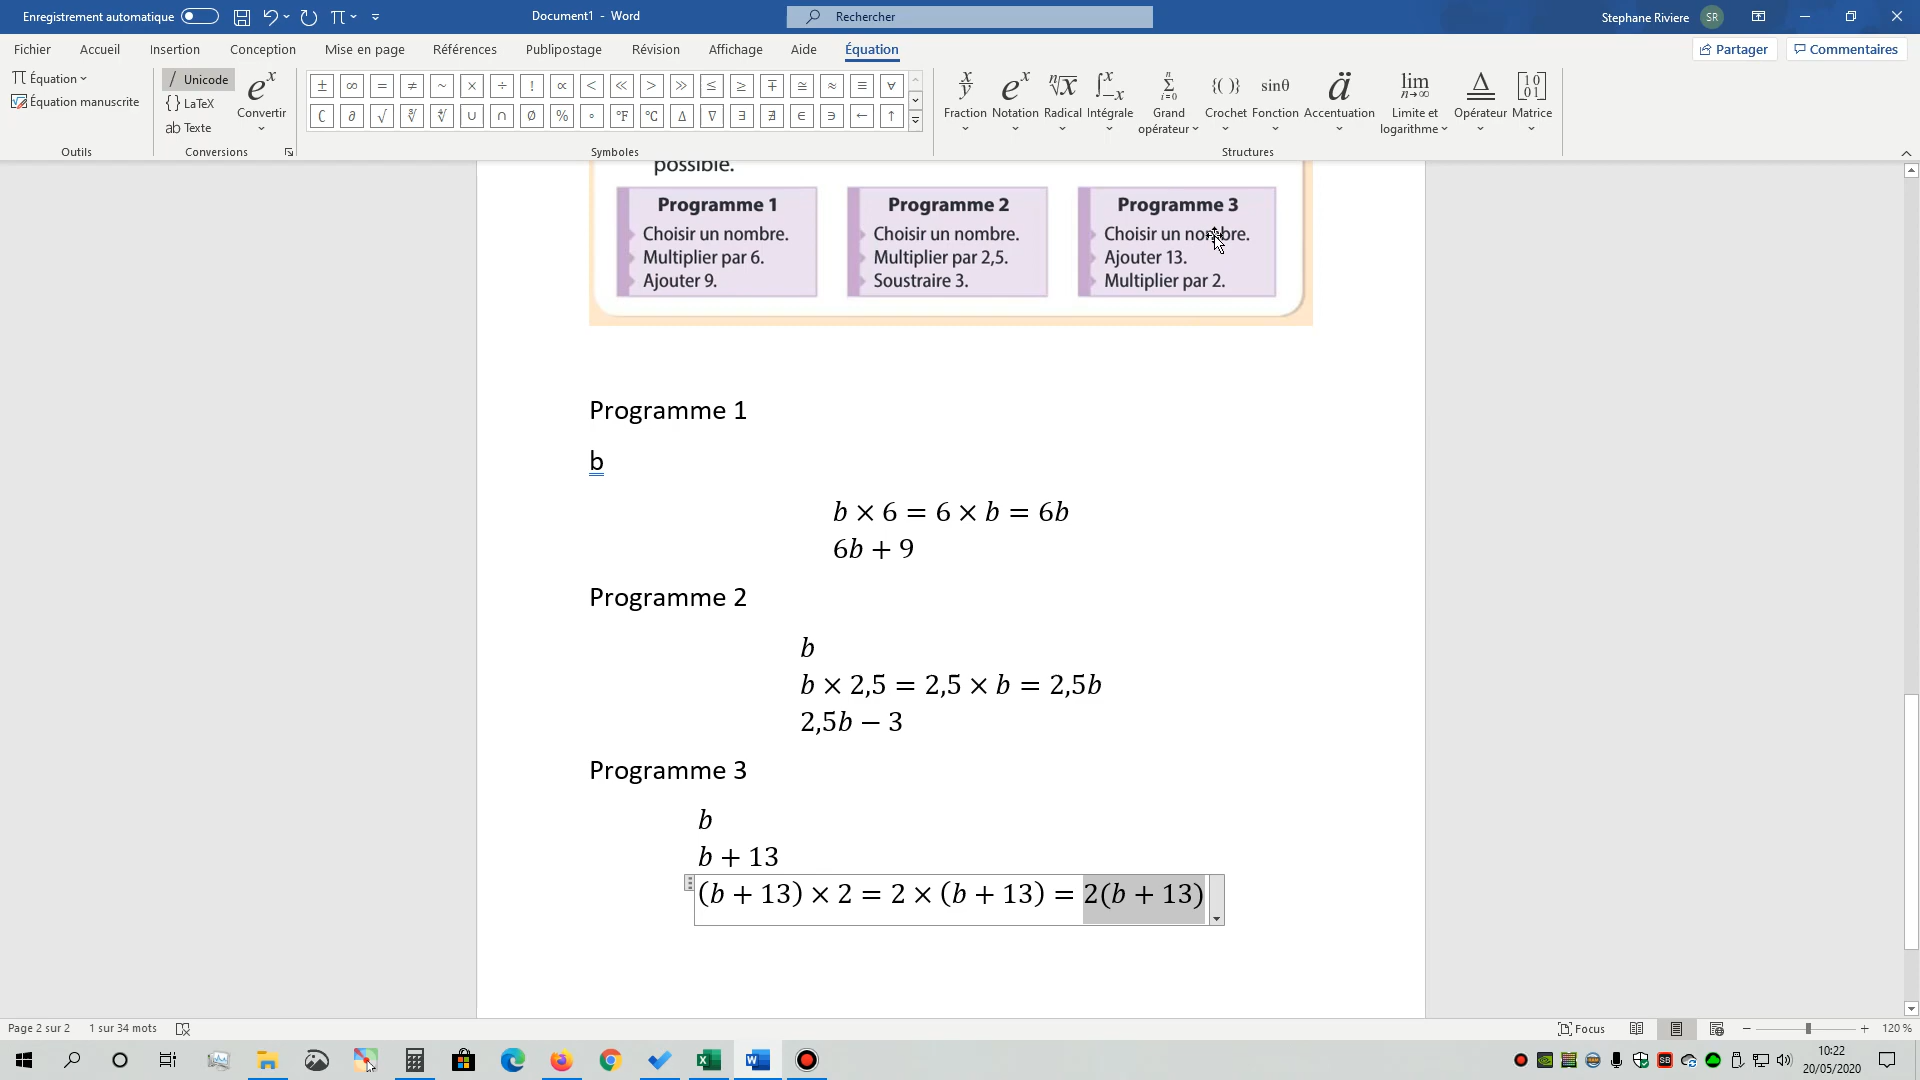 Enregistrement automatique
Document1 - Word
Rechercher
Stephane Riviere
SR
Fichier Accueil Insertion Conception Mise en page Références Publipostage Révision Affichage Aide Équation
Partager
Commentaires
Équation
Équation manuscrite
Outils
Unicode
LaTeX
ab Texte
Convertir
Conversions
± ∞ = ≠ ~ × ÷ ! ∝ < ≪ > ≫ ≤ ≥ ∓ ≅ ≈ ≡ ∀
∁ ∂ √ ∛ ∜ ∪ ∩ ∅ % ° °F °C ∆ ∇ ∃ ∄ ∈ ∋ ← ↑
Symboles
Fraction
Notation
Radical
Intégrale
Grand opérateur
Crochet
Fonction
Accentuation
Limite et logarithme
Opérateur
Matrice
Structures
possible.
Programme 1
Choisir un nombre.
Multiplier par 6.
Ajouter 9.
Programme 2
Choisir un nombre.
Multiplier par 2,5.
Soustraire 3.
Programme 3
Choisir un nombre.
Ajouter 13.
Multiplier par 2.
Programme 1
b
b × 6 = 6 × b = 6b
6b + 9
Programme 2
b
b × 2,5 = 2,5 × b = 2,5b
2,5b − 3
Programme 3
b
b + 13
(b + 13) × 2 = 2 × (b + 13) = 2(b + 13)
Page 2 sur 2
1 sur 34 mots
Focus
120 %
10:22
20/05/2020